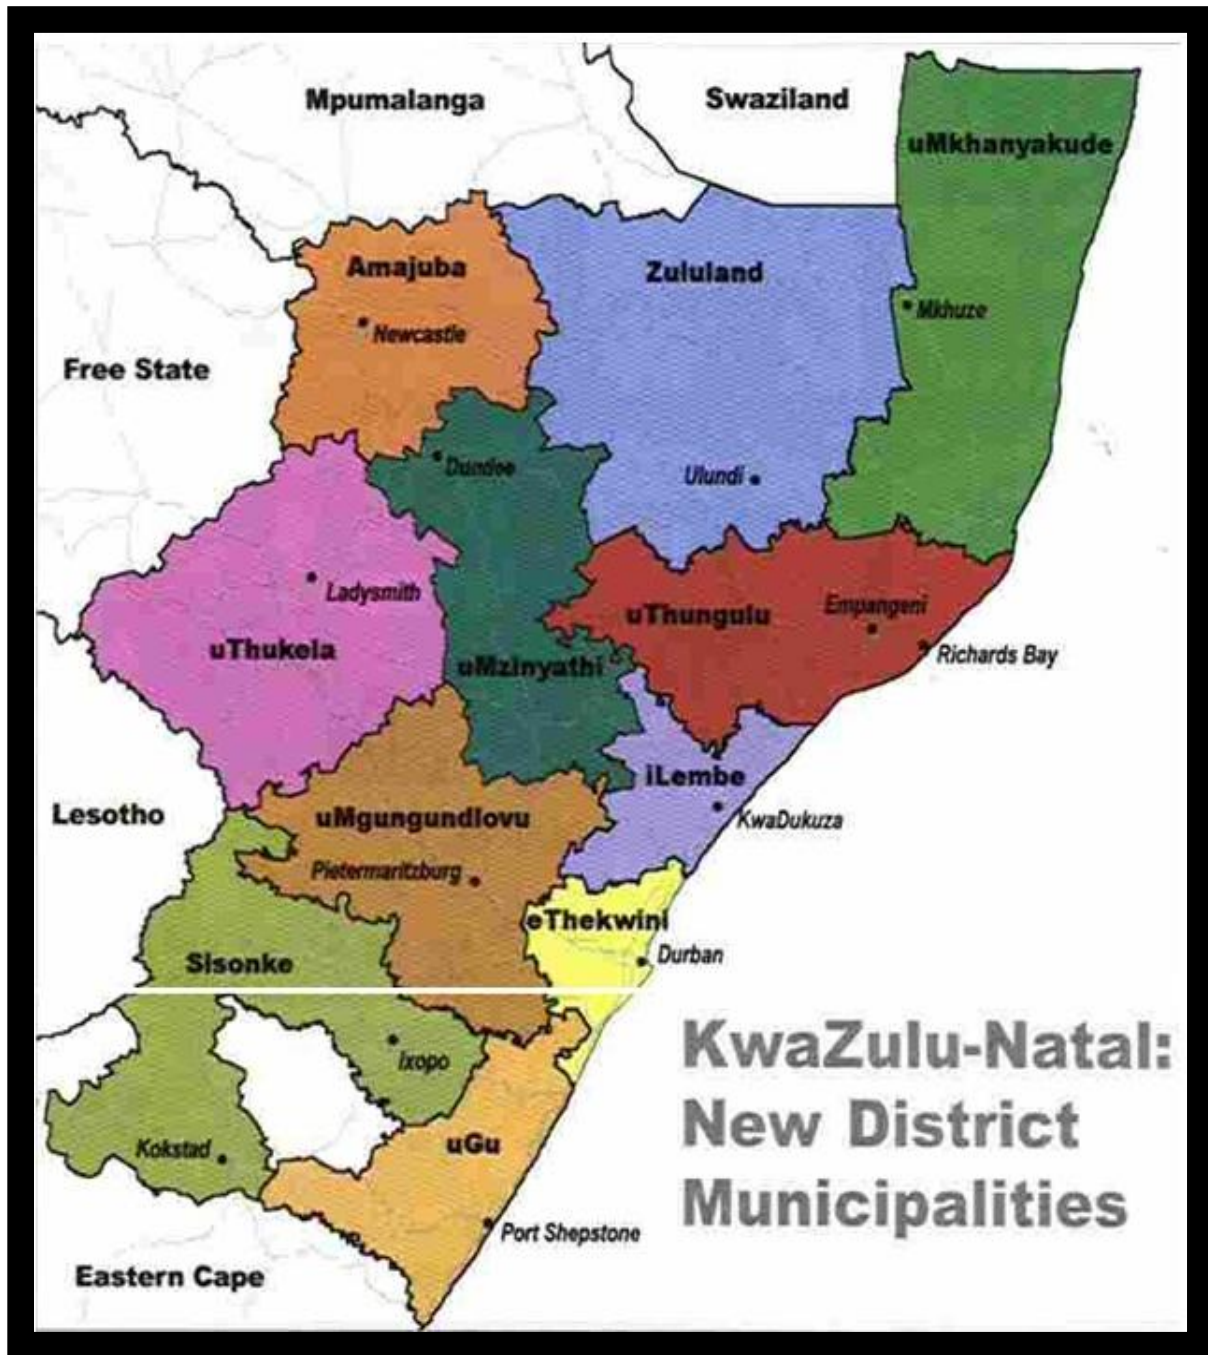 Mpumalanga
Swaziland
uMkhanyakude
Amajuba
Zululand
Newcastle
Mkhuze
Free State
Dundee
Ulundi
Ladysmith
uThukela
uThungulu
Empangeni
uMzinyathi
Richards Bay
iLembe
Lesotho
uMgungundlovu
KwaDukuza
Pietermaritzburg
eThekwini
Durban
Sisonke
Ixopo
Kokstad
uGu
Port Shepstone
Eastern Cape
KwaZulu-Natal:
New District
Municipalities